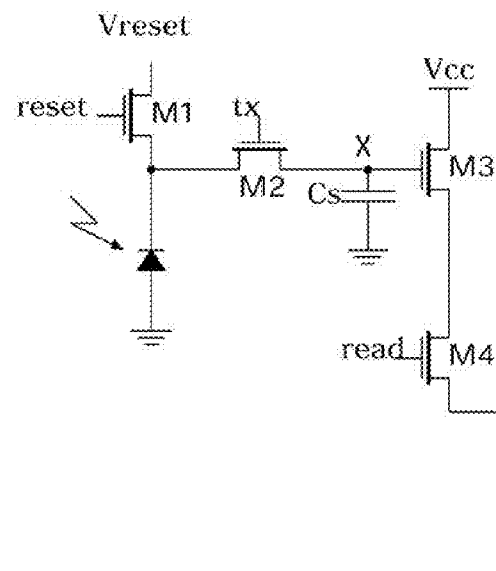 Vreset
Vcc
reset
M1
tx
X
M3
M2
Cs
read
M4